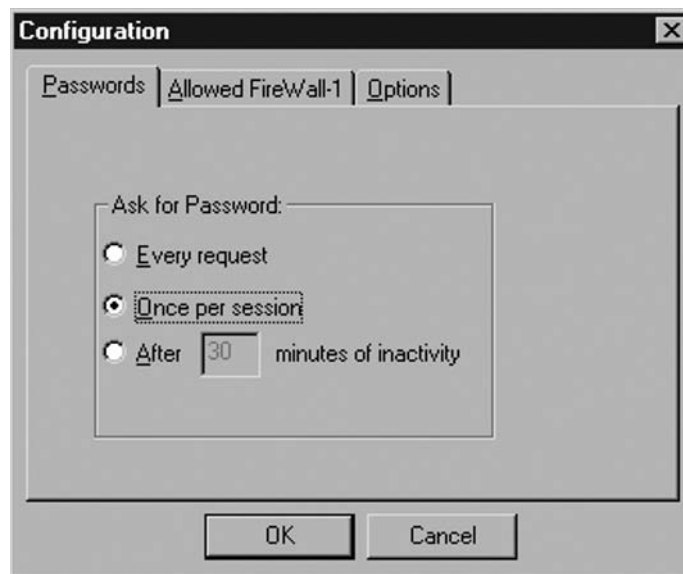 Configuration
Passwords Allowed FireWall-1 Options
Ask for Password:
Every request
Once per session
After 30 minutes of inactivity
OK Cancel